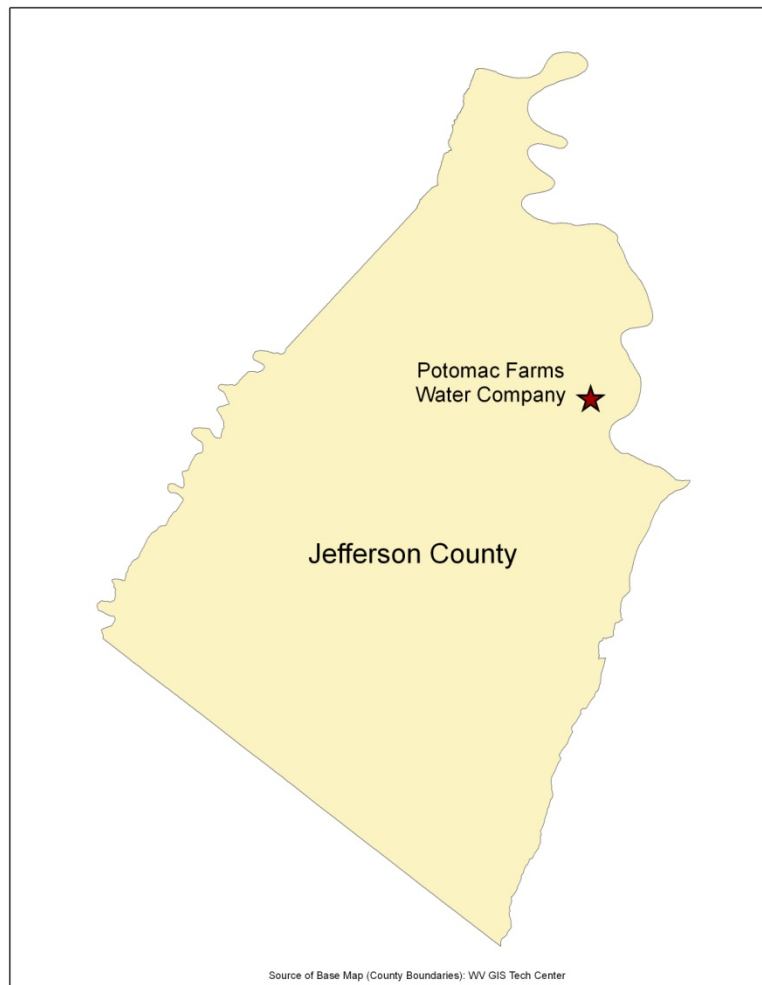 Potomac Farms
Water Company
Jefferson County
Source of Base Map (County Boundaries): WV GIS Tech Center